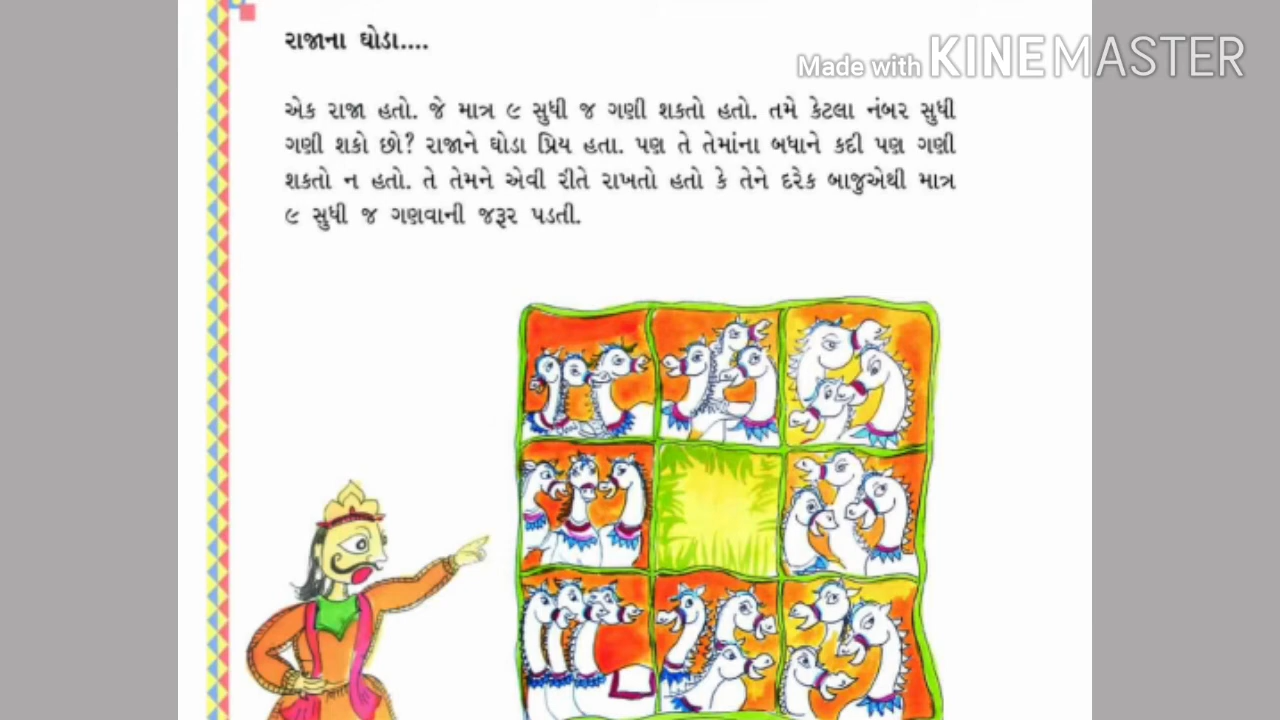 રાજાના ઘોડા....
Made with KINEMASTER
એક રાજા હતો. જે માત્ર ૯ સુધી જ ગણી શકતો હતો. તમે કેટલા નંબર સુધી
ગણી શકો છો? રાજાને ઘોડા પ્રિય હતા. પણ તે તેમાંના બધાને કદી પણ ગણી
શકતો ન હતો. તે તેમને એવી રીતે રાખતો હતો કે તેને દરેક બાજુએથી માત્ર
૯ સુધી જ ગણવાની જરૂર પડતી.